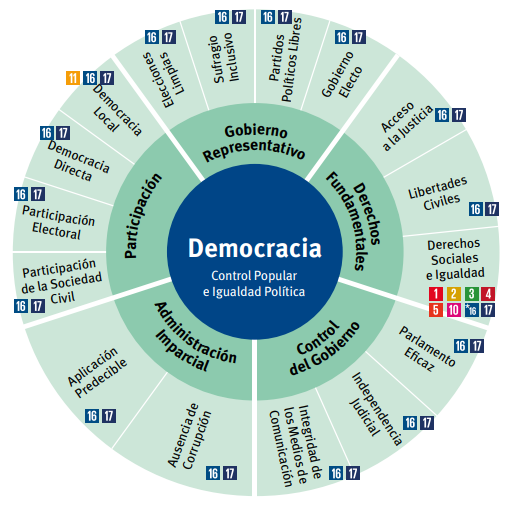 Democracia
Control Popular
e Igualdad Política
Gobierno
Representativo
Elecciones
Limpias
16 17
Sufragio
Inclusivo
16 17
Partidos
Políticos Libres
16 17
Gobierno
Electo
16 17
Derechos
Fundamentales
Acceso
a la Justicia
16 17
Libertades
Civiles
16 17
Derechos
Sociales
e Igualdad
1 2 3 4
5 10 *16 17
Control
del Gobierno
Parlamento
Eficaz
16 17
Independencia
Judicial
16 17
Integridad de
los Medios de
Comunicación
16 17
Administración
Imparcial
Ausencia de
Corrupción
16 17
Aplicación
Predecible
16 17
Participación
Participación
de la Sociedad
Civil
16 17
Participación
Electoral
16 17
Democracia
Directa
16 17
Democracia
Local
11 16 17